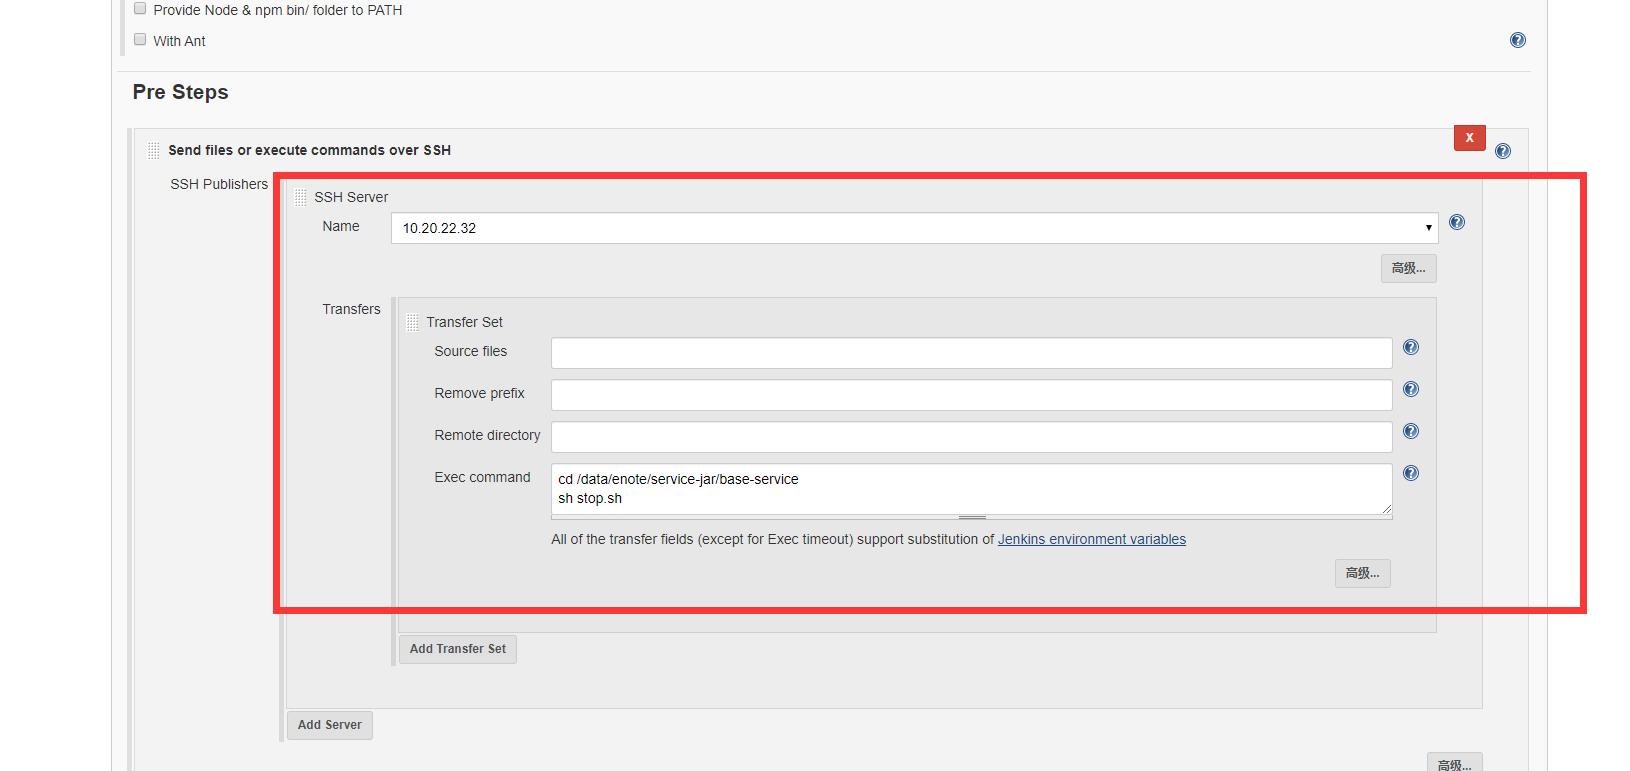 Provide Node & npm bin/ folder to PATH
With Ant
Pre Steps
X
Send files or execute commands over SSH
SSH Publishers
SSH Server
Name
10.20.22.32
高级...
Transfers
Transfer Set
Source files
Remove prefix
Remote directory
Exec command
cd /data/enote/service-jar/base-service
sh stop.sh
All of the transfer fields (except for Exec timeout) support substitution of Jenkins environment variables
高级...
Add Transfer Set
Add Server
高级...